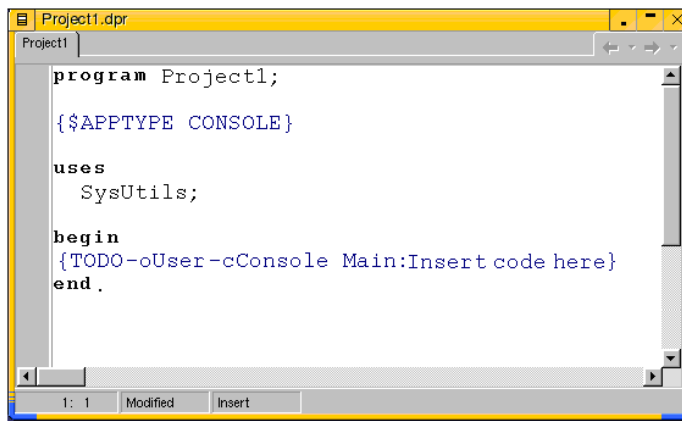 Project1.dpr
Project1
program Project1;
{$APPTYPE CONSOLE}
uses
SysUtils;
begin
{TODO-oUser-cConsole Main:Insert code here}
end.
1: 1 Modified Insert